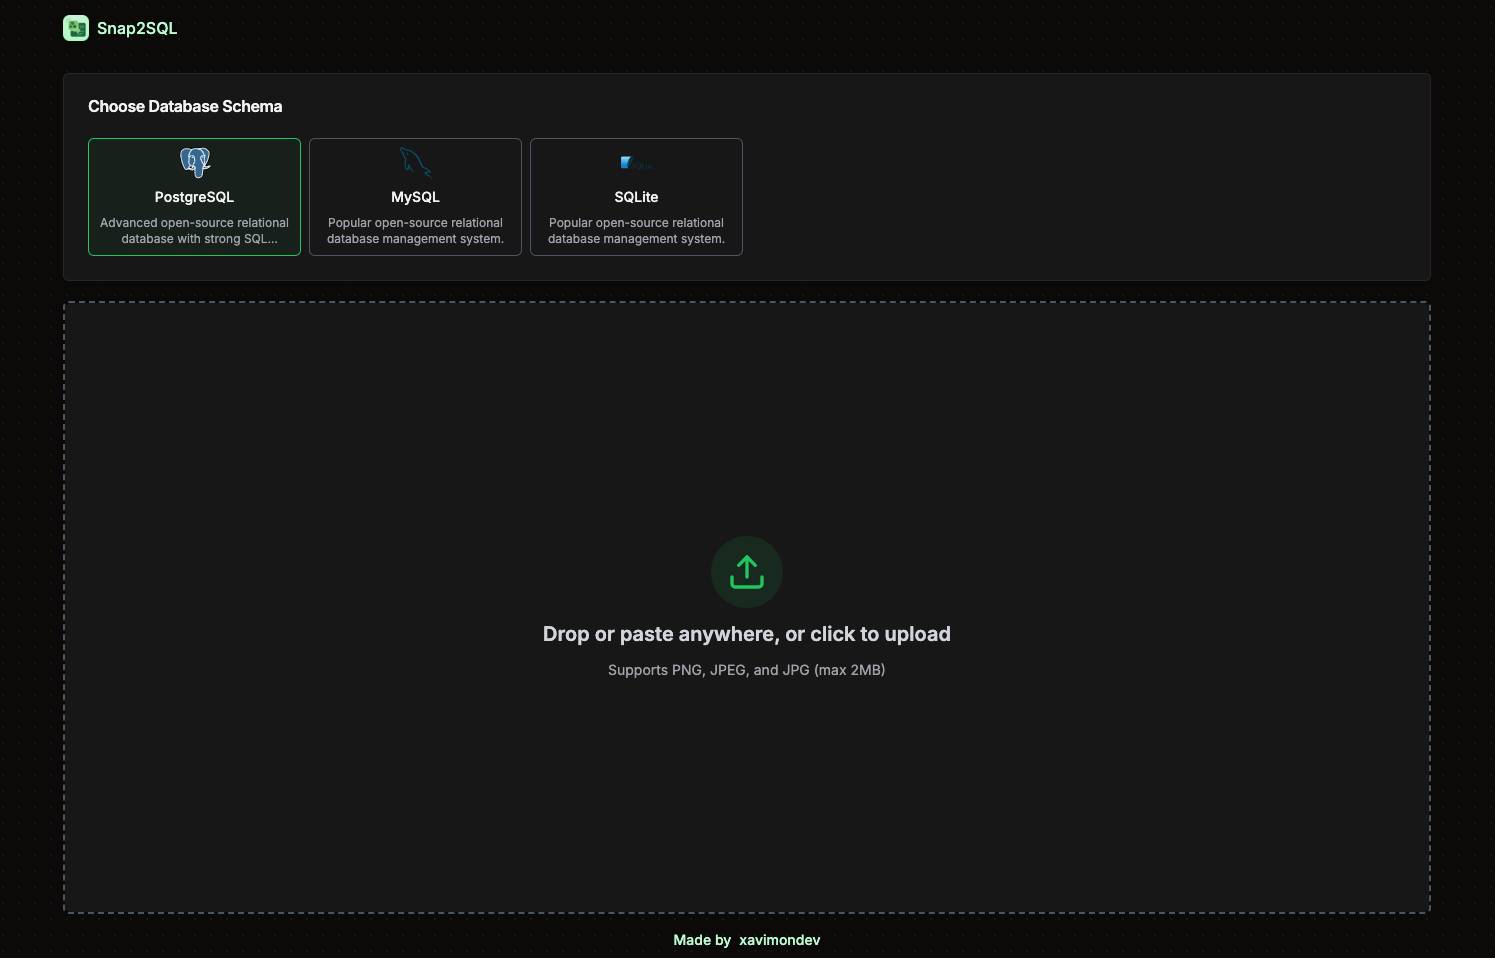 Snap2SQL
Choose Database Schema
PostgreSQL
Advanced open-source relational
database with strong SQL...
MySQL
Popular open-source relational
database management system.
SQLite
Popular open-source relational
database management system.
Drop or paste anywhere, or click to upload
Supports PNG, JPEG, and JPG (max 2MB)
Made by xavimondev